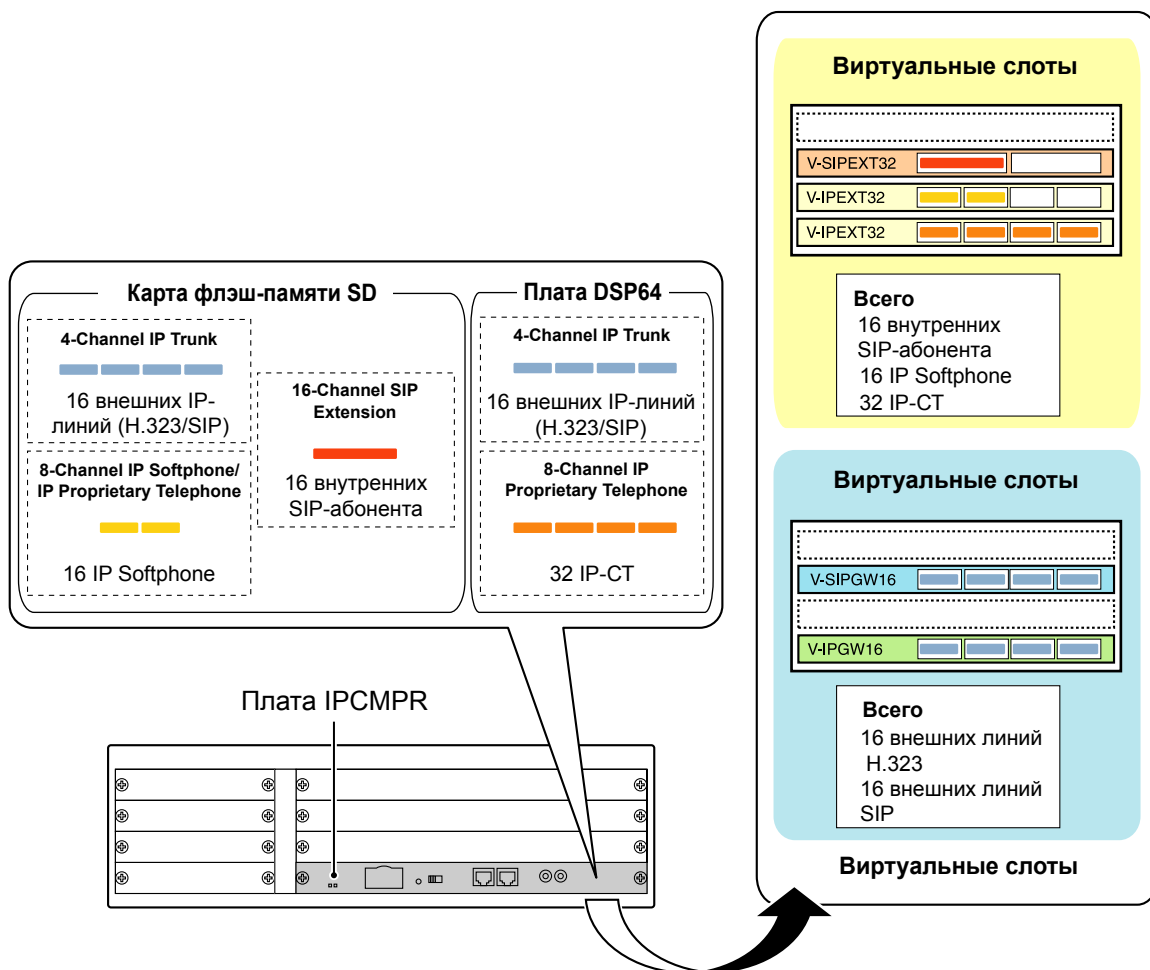 Карта флэш-памяти SD
4-Channel IP Trunk
16 внешних IP-
линий (H.323/SIP)
8-Channel IP Softphone/
IP Proprietary Telephone
16 IP Softphone
16-Channel SIP
Extension
16 внутренних
SIP-абонента
Плата DSP64
4-Channel IP Trunk
16 внешних IP-линий
(H.323/SIP)
8-Channel IP
Proprietary Telephone
32 IP-CT
Плата IPCMPR
Виртуальные слоты
V-SIPEXT32
V-IPEXT32
V-IPEXT32
Всего
16 внутренних
SIP-абонента
16 IP Softphone
32 IP-CT
Виртуальные слоты
V-SIPGW16
V-IPGW16
Всего
16 внешних линий
H.323
16 внешних линий
SIP
Виртуальные слоты